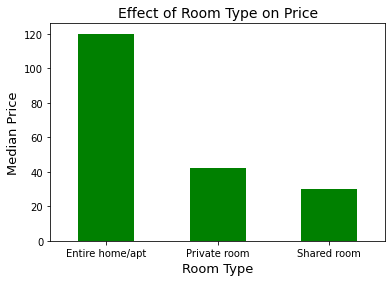 Effect of Room Type on Price
Median Price
120
100
80
60
40
20
0
Entire home/apt Private room Shared room
Room Type